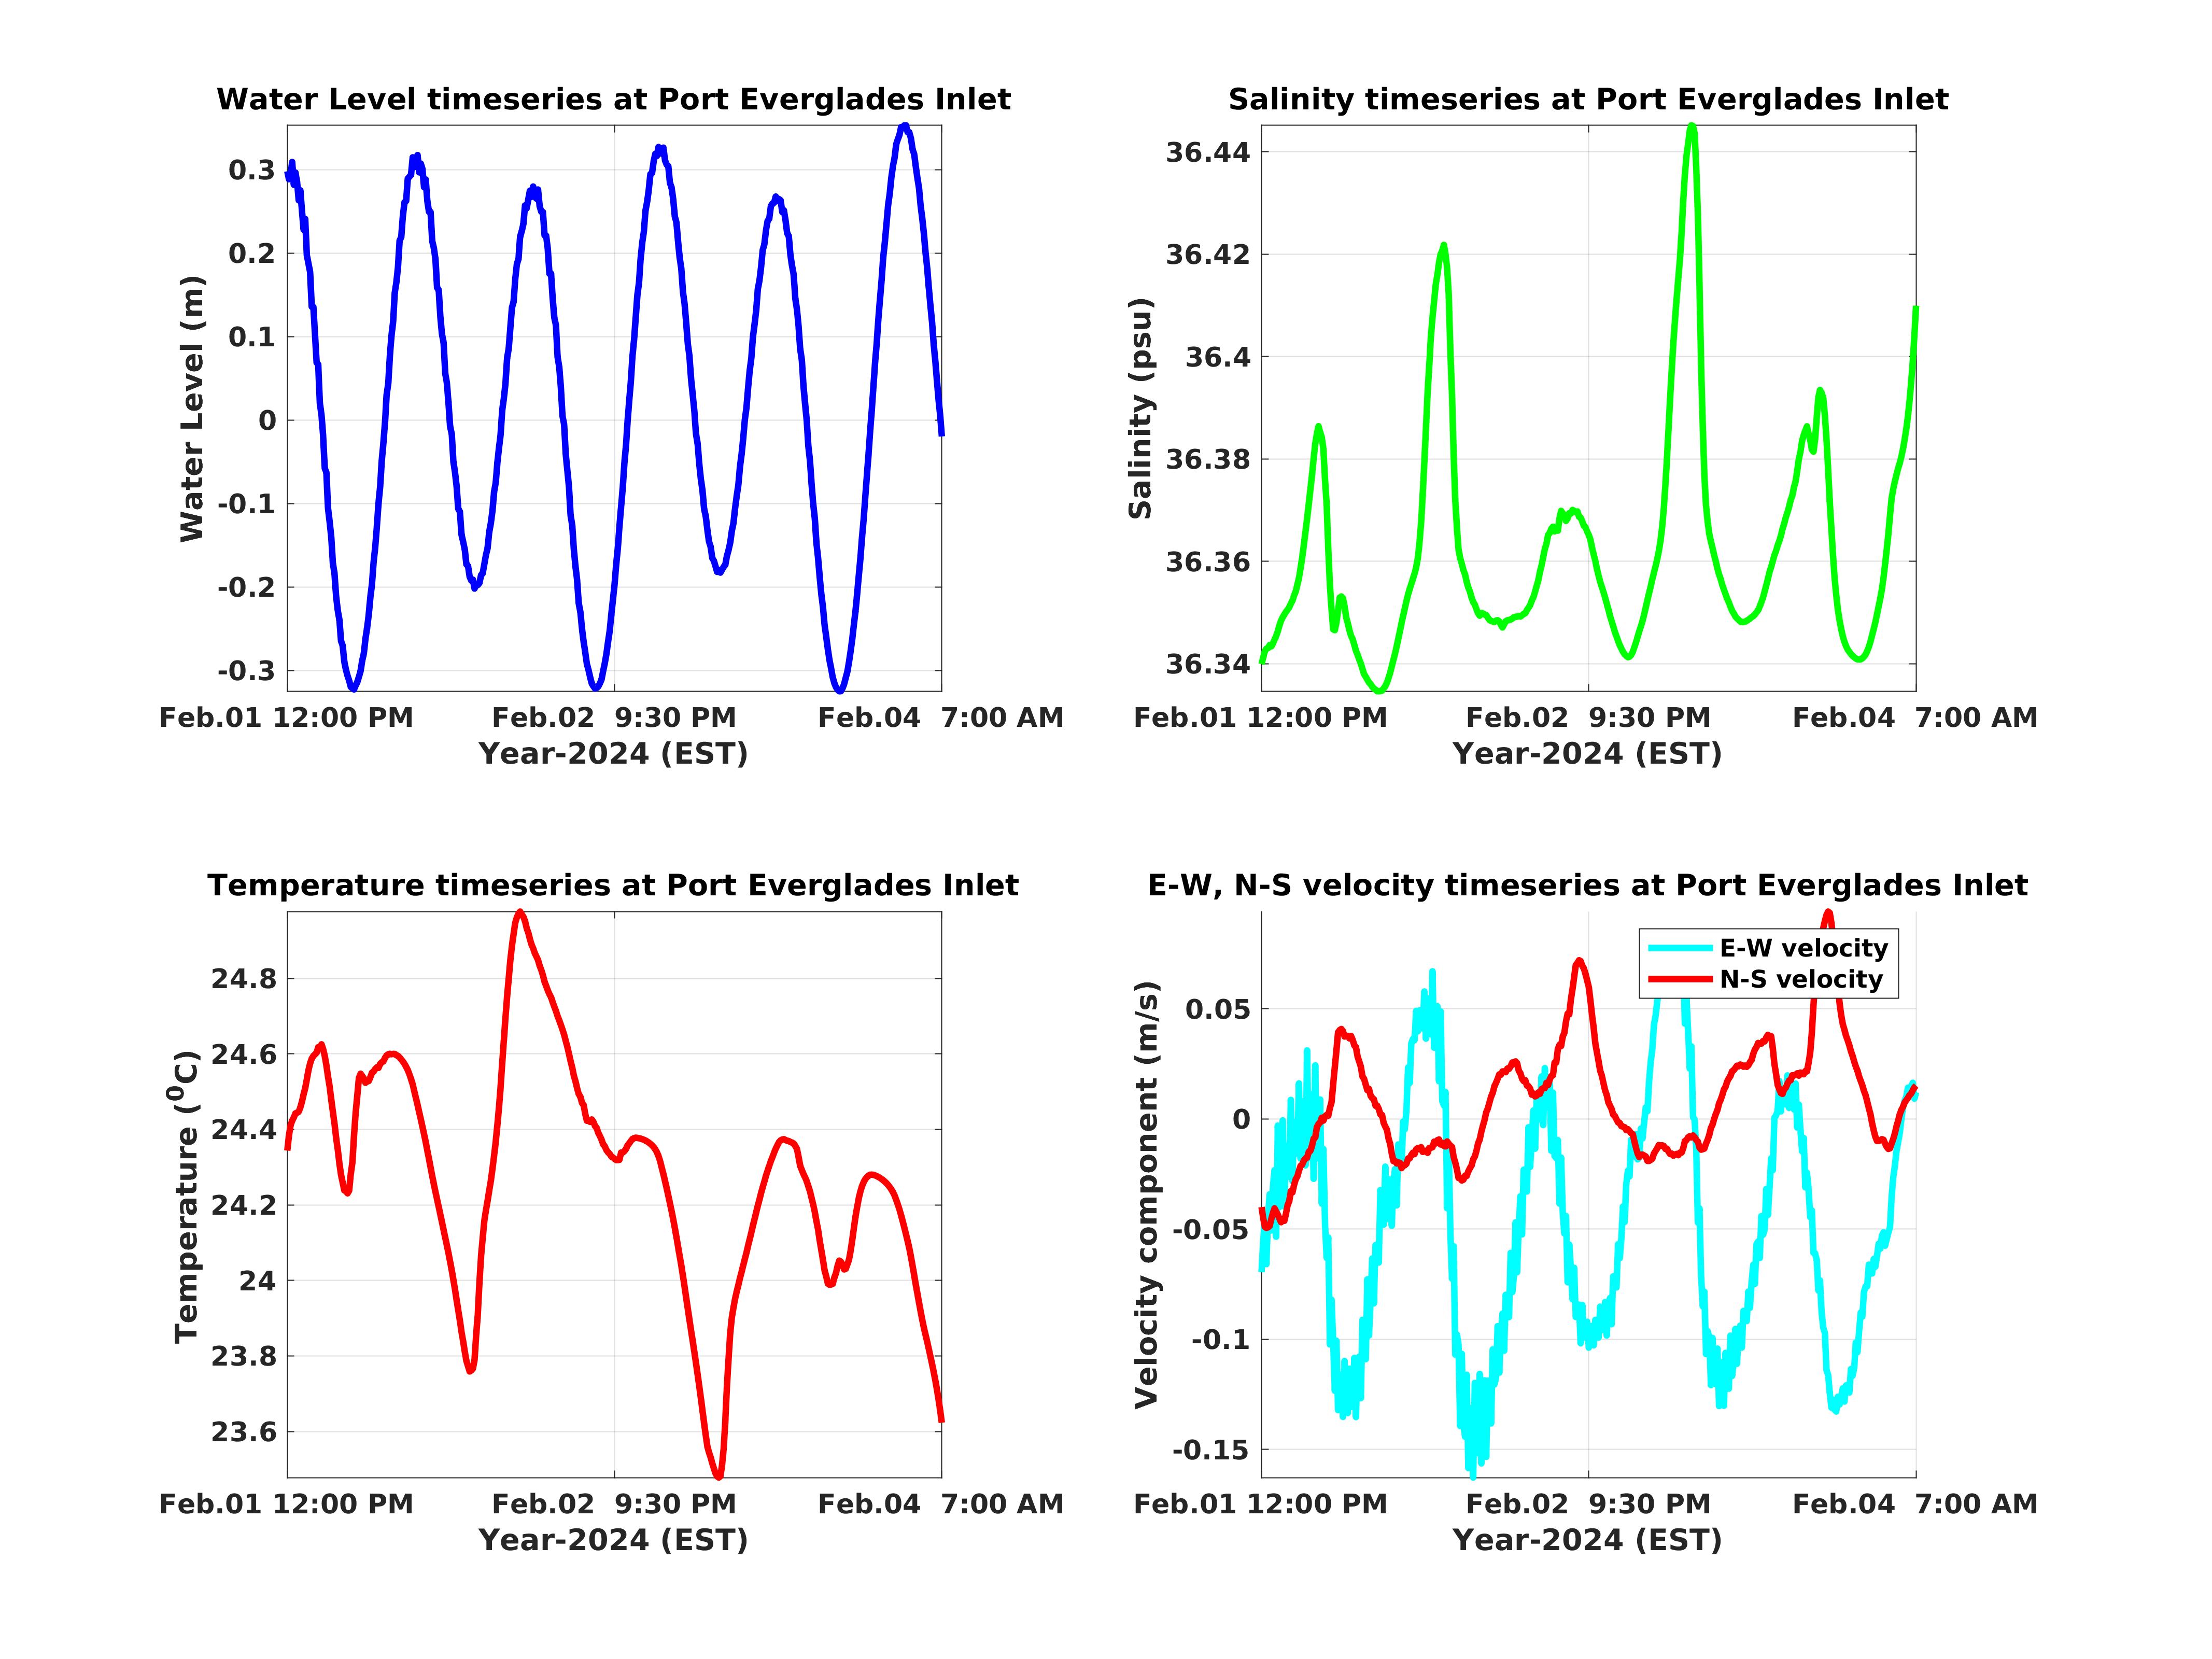 Water Level timeseries at Port Everglades Inlet
0.3
0.2
0.1
0
-0.1
-0.2
-0.3
Water Level (m)
Feb.01 12:00 PM Feb.02 9:30 PM Feb.04 7:00 AM
Year-2024 (EST)
Salinity timeseries at Port Everglades Inlet
36.44
36.42
36.4
36.38
36.36
36.34
Salinity (psu)
Feb.01 12:00 PM Feb.02 9:30 PM Feb.04 7:00 AM
Year-2024 (EST)
Temperature timeseries at Port Everglades Inlet
24.8
24.6
24.4
24.2
24
23.8
23.6
Temperature (⁰C)
Feb.01 12:00 PM Feb.02 9:30 PM Feb.04 7:00 AM
Year-2024 (EST)
E-W, N-S velocity timeseries at Port Everglades Inlet
E-W velocity
N-S velocity
0.05
0
-0.05
-0.1
-0.15
Velocity component (m/s)
Feb.01 12:00 PM Feb.02 9:30 PM Feb.04 7:00 AM
Year-2024 (EST)